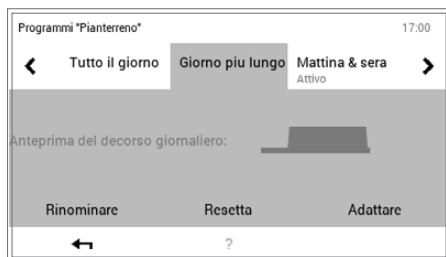 Programmi "Pianterreno" 17:00
Tutto il giorno Giorno piu lungo Mattina & sera
Attivo
Anteprima del decorso giornaliero:
Rinominare Resetta Adattare
?